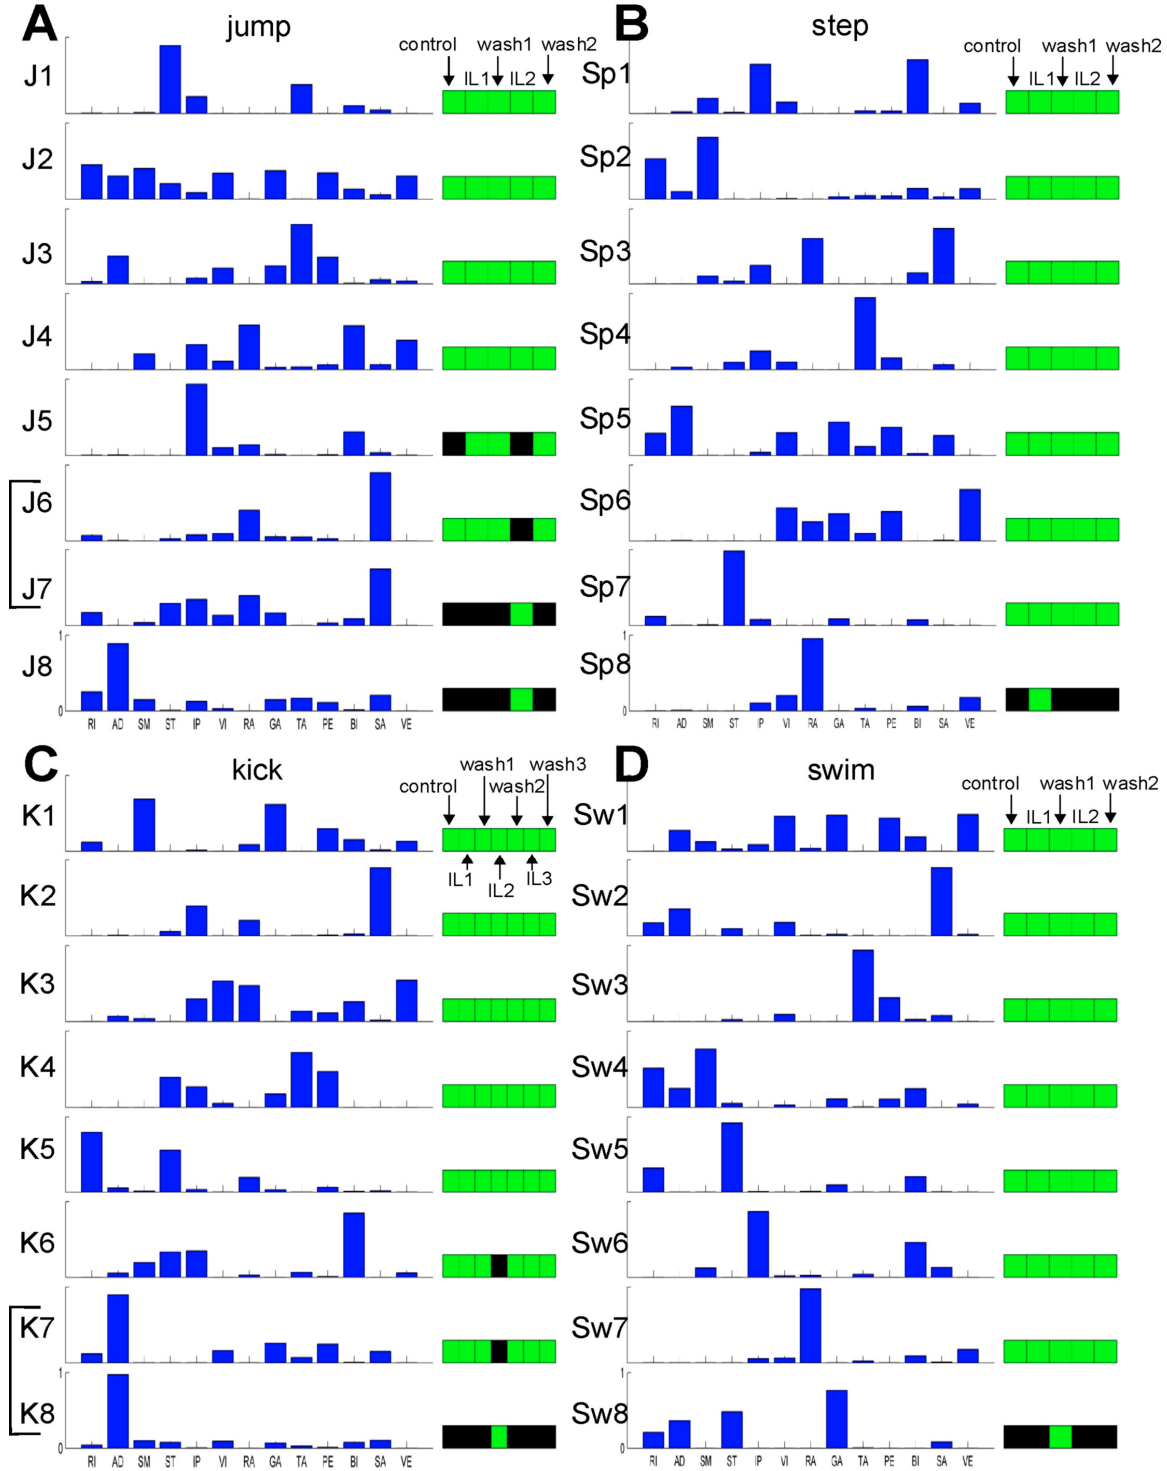 A
jump
control
wash1
wash2
IL1
IL2
J1
J2
J3
J4
J5
J6
J7
J8
1
0
RI AD SM ST IP VI RA GA TA PE BI SA VE
B
step
control
wash1
wash2
IL1
IL2
Sp1
Sp2
Sp3
Sp4
Sp5
Sp6
Sp7
Sp8
1
0
RI AD SM ST IP VI RA GA TA PE BI SA VE
C
kick
wash1
wash3
control
wash2
IL1
IL2
IL3
K1
K2
K3
K4
K5
K6
K7
K8
1
0
RI AD SM ST IP VI RA GA TA PE BI SA VE
D
swim
control
wash1
wash2
IL1
IL2
Sw1
Sw2
Sw3
Sw4
Sw5
Sw6
Sw7
Sw8
1
0
RI AD SM ST IP VI RA GA TA PE BI SA VE